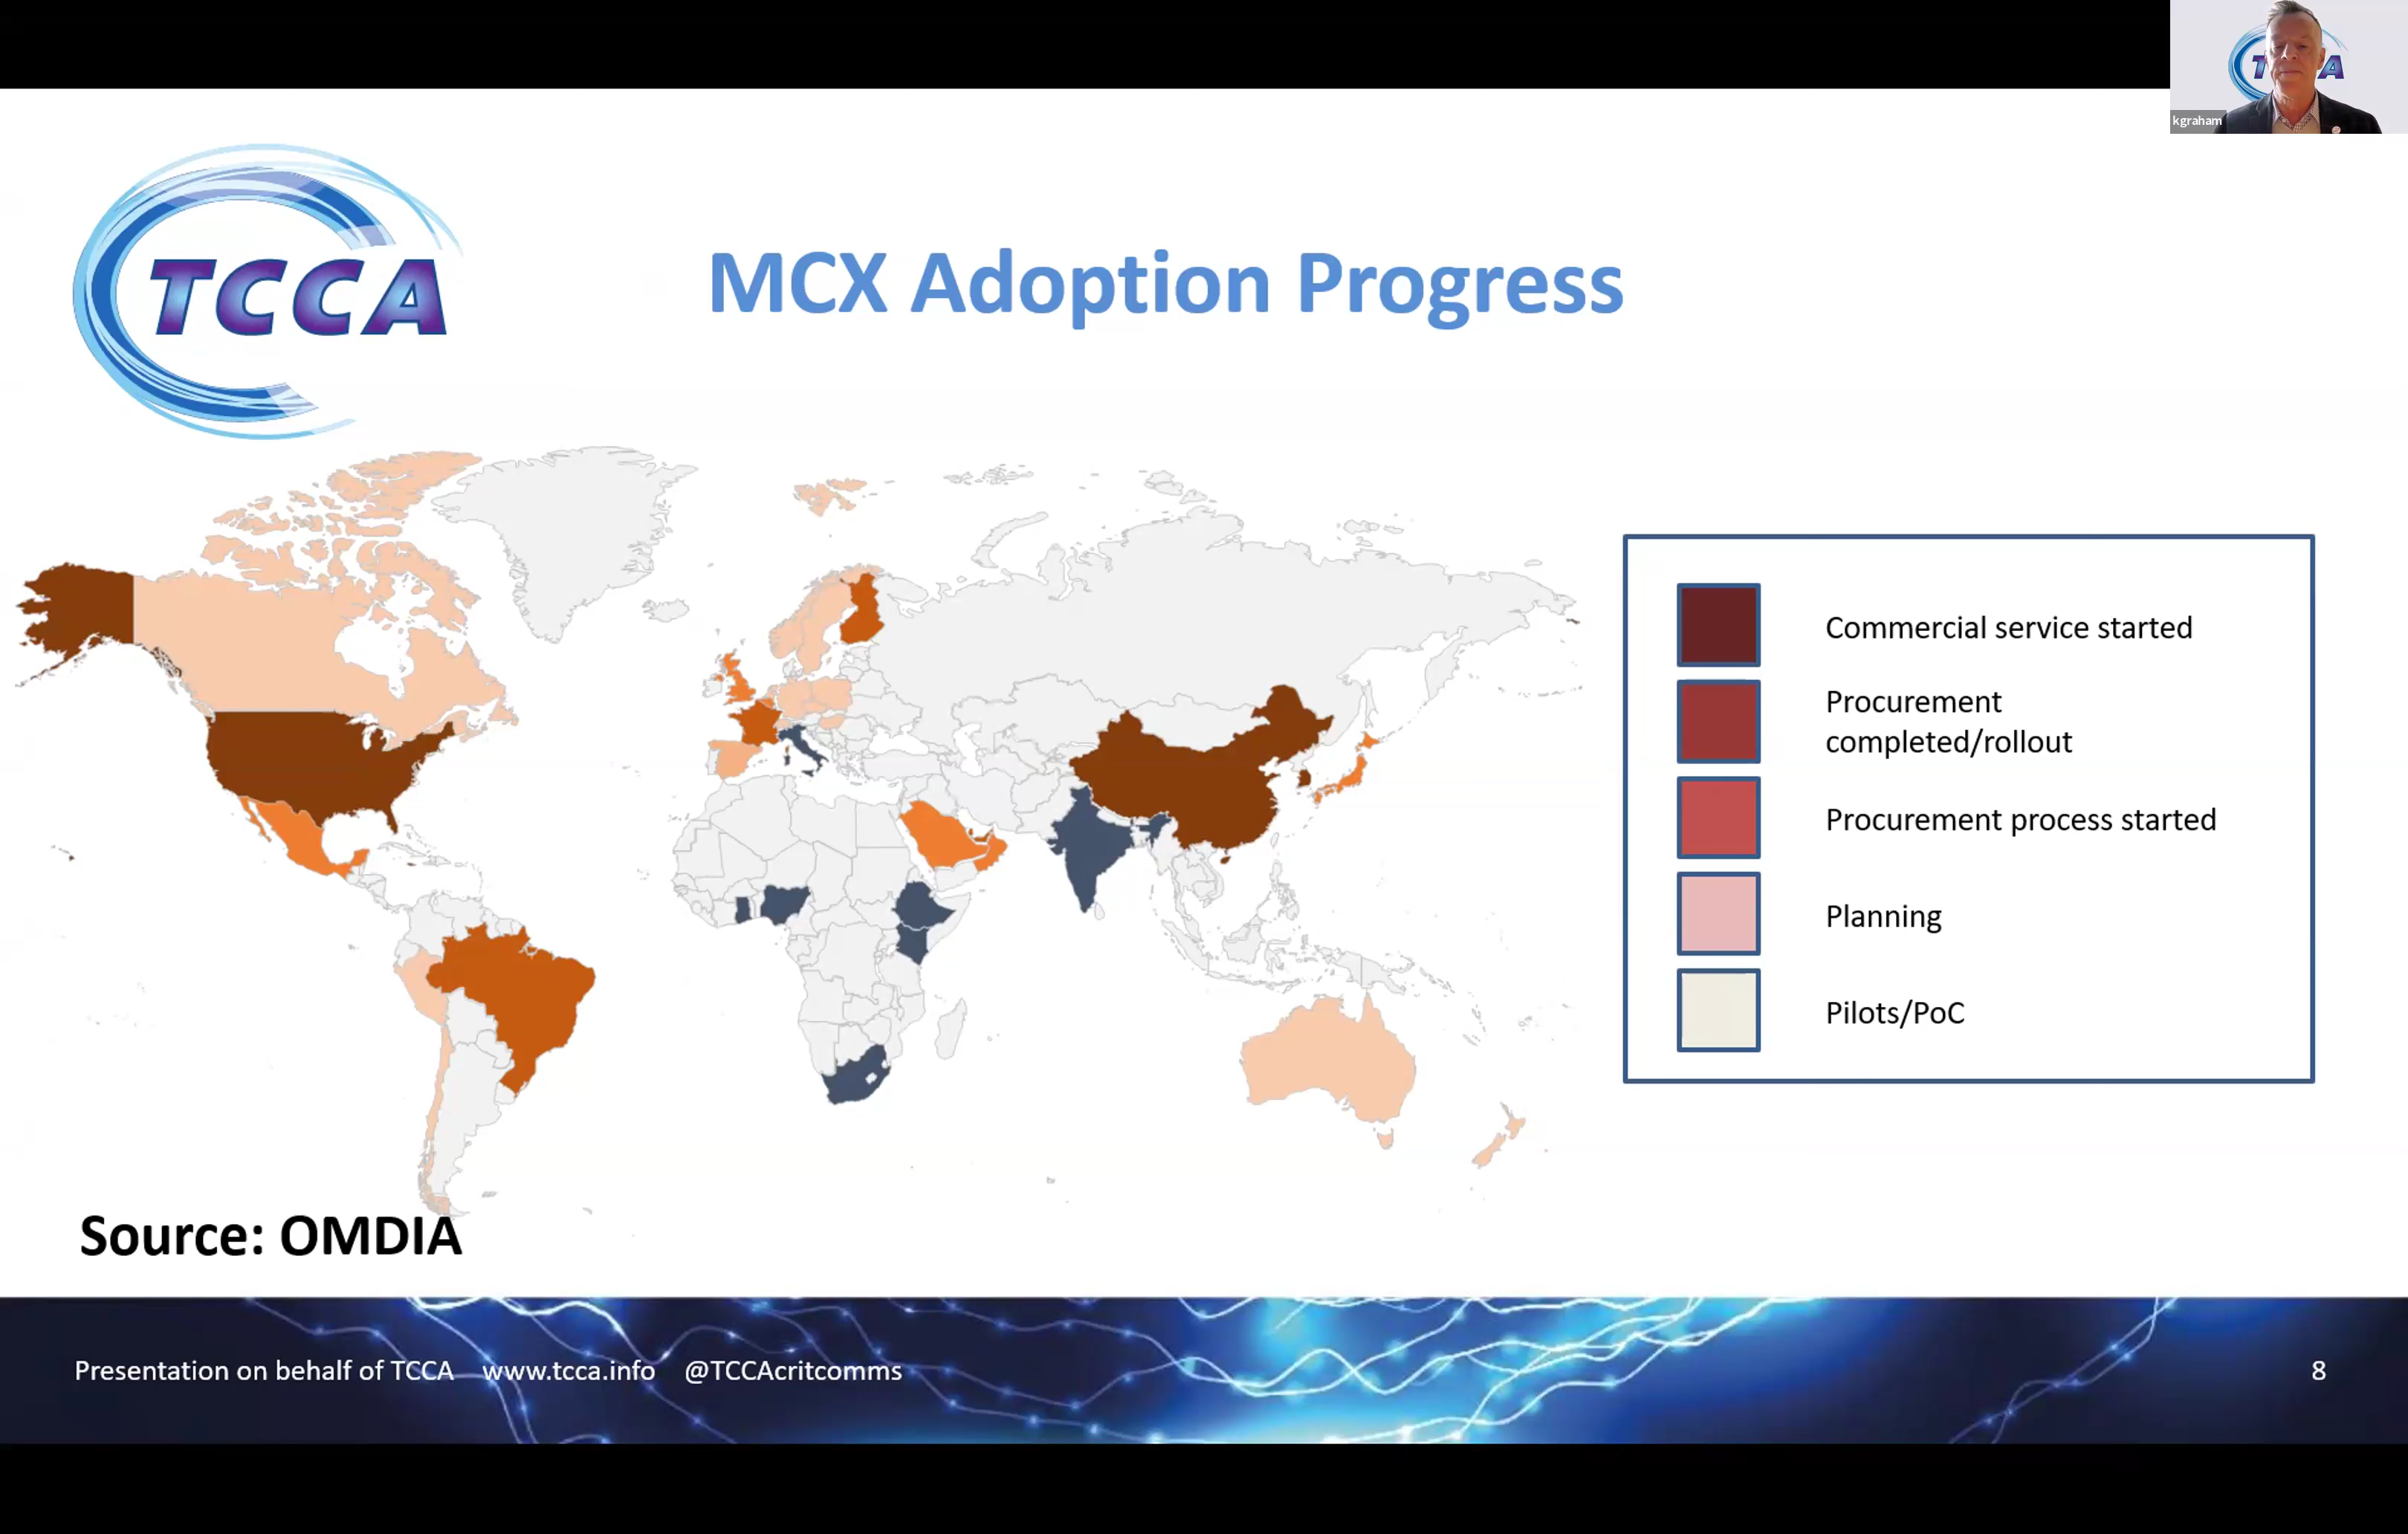 kgraham
TCCA
MCX Adoption Progress
Commercial service started
Procurement
completed/rollout
Procurement process started
Planning
Pilots/PoC
Source: OMDIA
Presentation on behalf of TCCA www.tcca.info @TCCAcritcomms
8